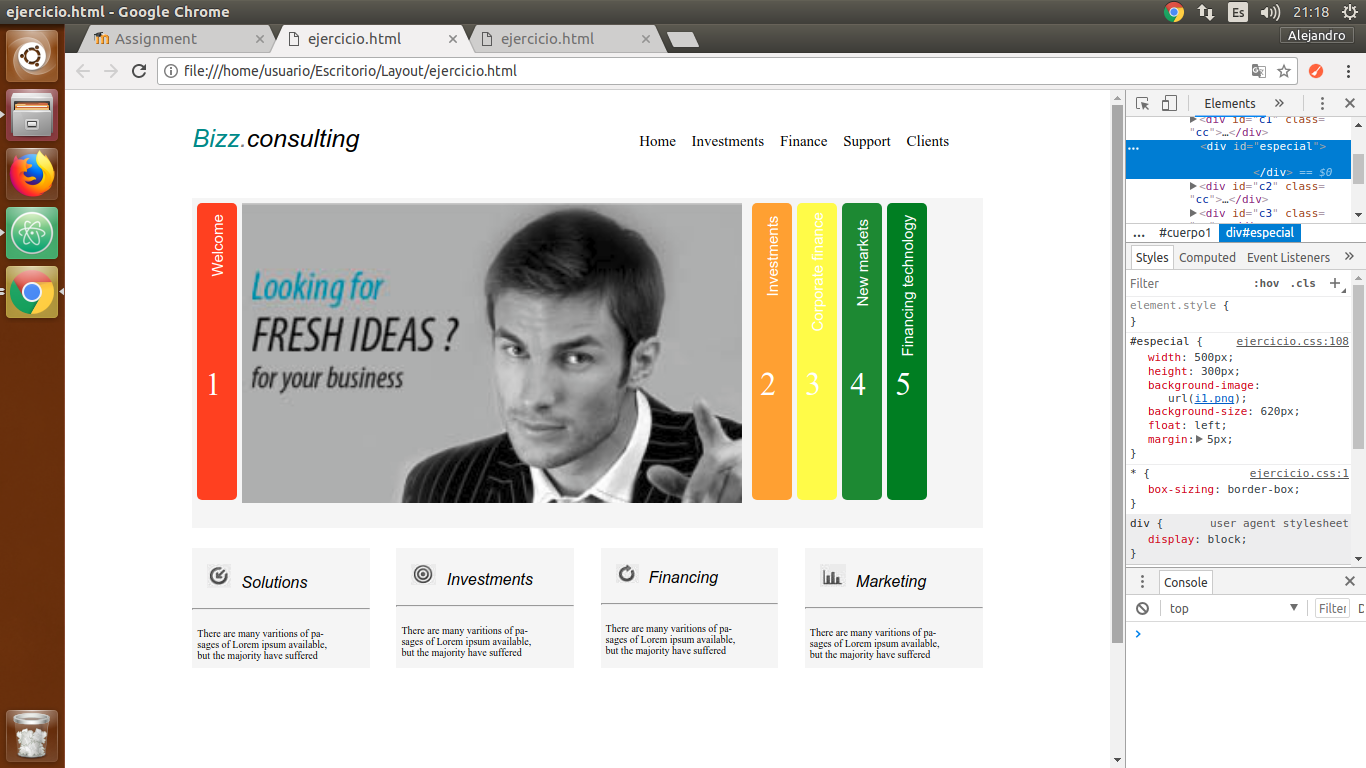 ejercicio.html - Google Chrome
Es
21:18
Assignment
ejercicio.html
ejercicio.html
Alejandro
file:///home/usuario/Escritorio/Layout/ejercicio.html
Bizz.consulting
Home Investments Finance Support Clients
Welcome
1
Looking for
FRESH IDEAS ?
for your business
Investments
2
Corporate finance
3
New markets
4
Financing technology
5
Solutions
There are many varitions of pa-
sages of Lorem ipsum available,
but the majority have suffered
Investments
There are many varitions of pa-
sages of Lorem ipsum available,
but the majority have suffered
Financing
There are many varitions of pa-
sages of Lorem ipsum available,
but the majority have suffered
Marketing
There are many varitions of pa-
sages of Lorem ipsum available,
but the majority have suffered
Elements »
<div id="c1" class=
"cc">…</div>
... <div id="especial">
</div> == $0
<div id="c2" class=
"cc">…</div>
<div id="c3" class=
... #cuerpo1 div#especial
Styles Computed Event Listeners »
Filter :hov .cls +
element.style {
}
#especial { ejercicio.css:108
width: 500px;
height: 300px;
background-image:
url(i1.png);
background-size: 620px;
float: left;
margin: 5px;
}
* { ejercicio.css:1
box-sizing: border-box;
}
div { user agent stylesheet
display: block;
}
Console
top Filter D